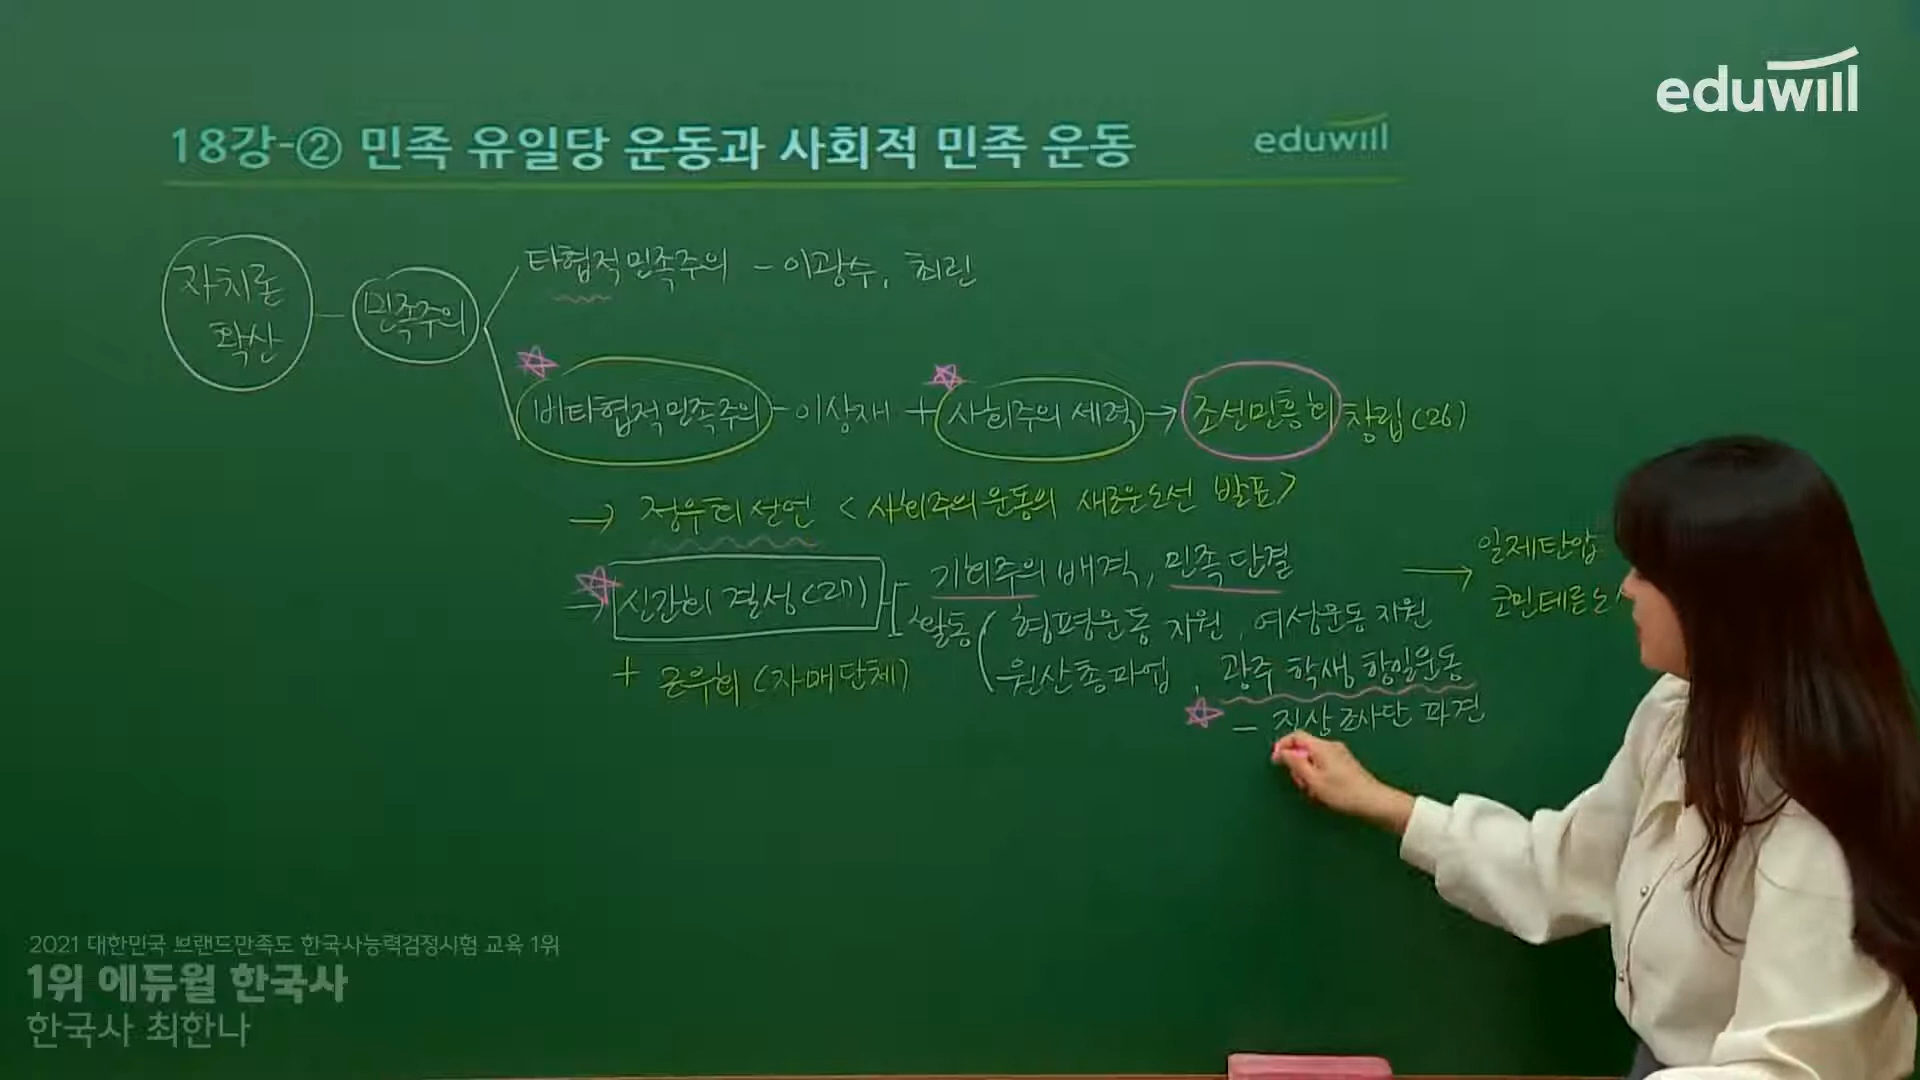 eduwill
18강-② 민족 유일당 운동과 사회적 민족 운동
eduwill
자치론
확산
민족주의
타협적 민족주의 - 이광수, 최린
비타협적 민족주의 - 이상재 + 사회주의 세력 → 조선민흥회 창립(26)
→ 정우회 선언 <사회주의운동의 새로운 노선 발표>
→ 신간회 결성(27)
기회주의 배격, 민족 단결
활동 ( 형평운동 지원, 여성운동 지원
원산총파업, 광주 학생 항일운동
- 진상조사단 파견
→ 일제탄압
코민테른 노
+ 근우회 (자매단체)
2021 대한민국 브랜드만족도 한국사능력검정시험 교육 1위
1위 에듀윌 한국사
한국사 최한나